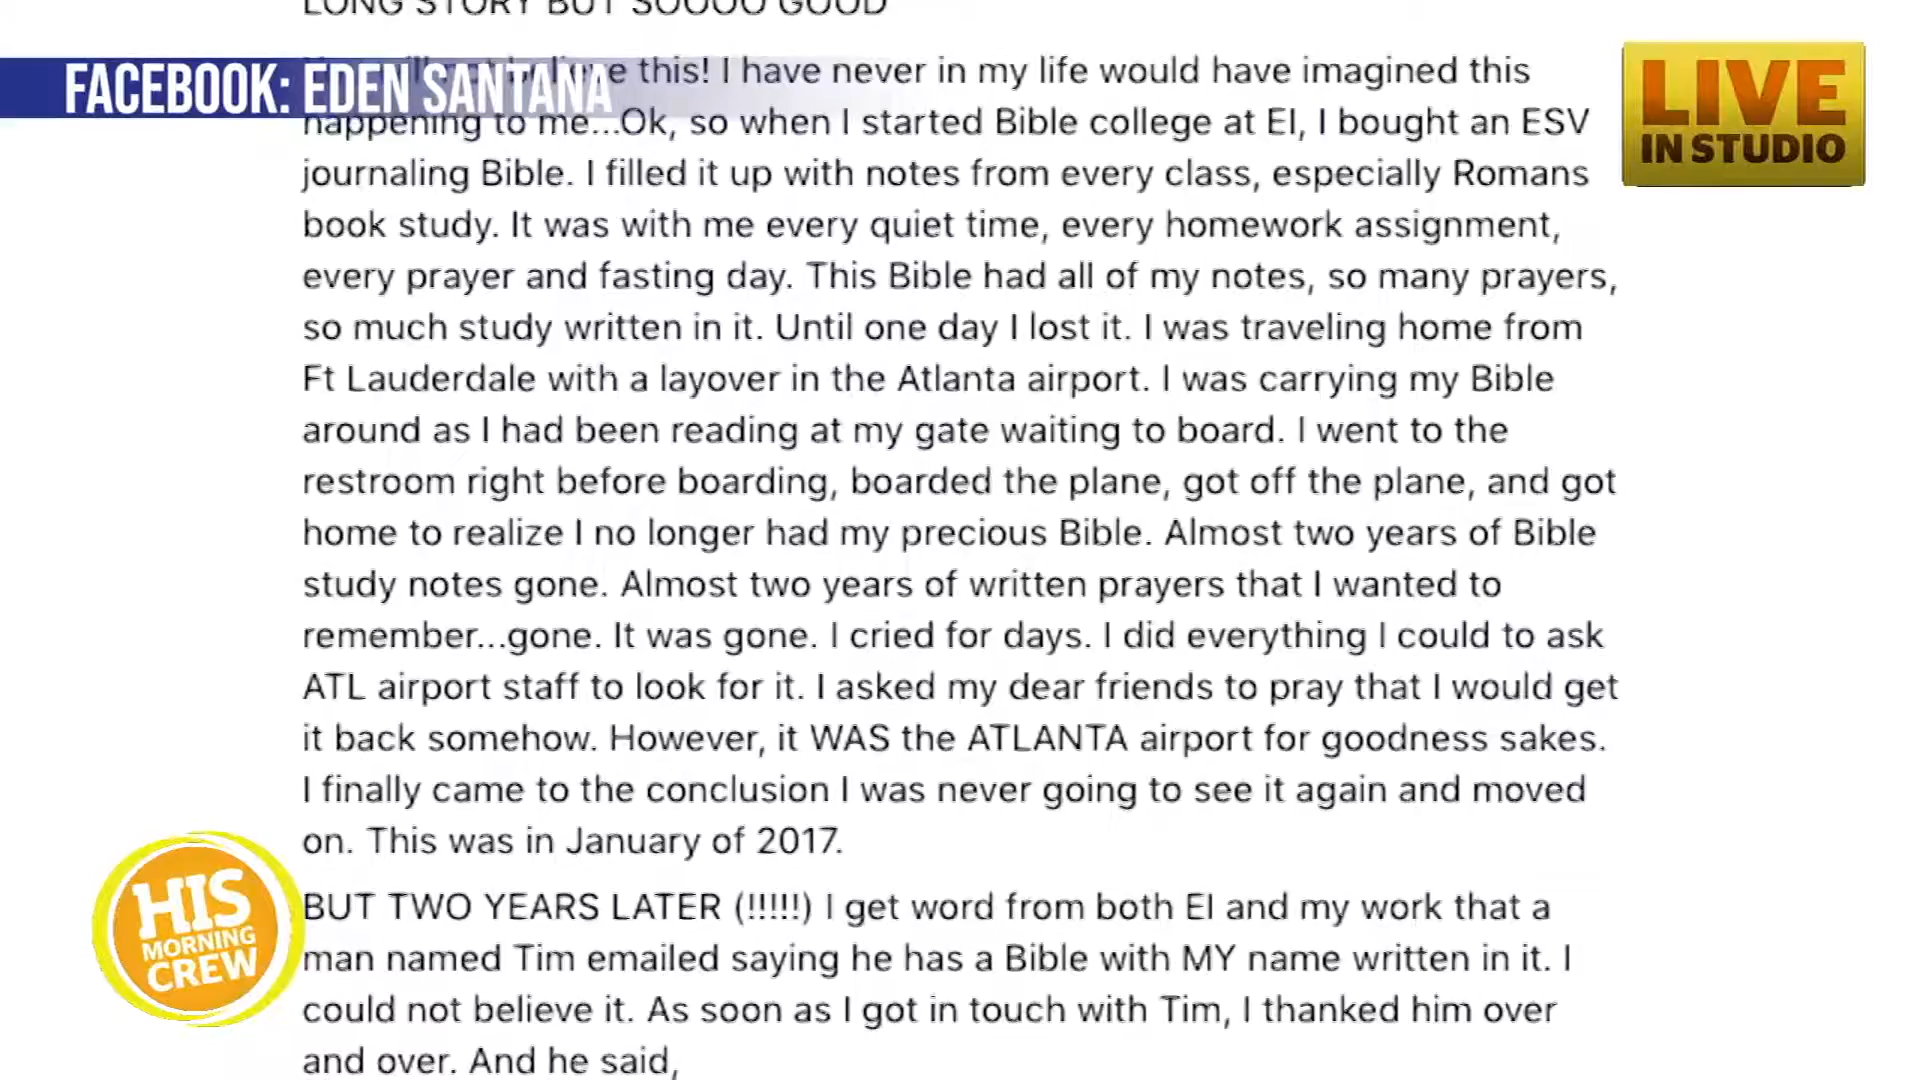 LONG STORY BUT SOOOO GOOD
believe this! I have never in my life would have imagined this
FACEBOOK: EDEN SANTANA
happening to me...Ok, so when I started Bible college at EI, I bought an ESV
journaling Bible. I filled it up with notes from every class, especially Romans
book study. It was with me every quiet time, every homework assignment,
every prayer and fasting day. This Bible had all of my notes, so many prayers,
so much study written in it. Until one day I lost it. I was traveling home from
Ft Lauderdale with a layover in the Atlanta airport. I was carrying my Bible
around as I had been reading at my gate waiting to board. I went to the
restroom right before boarding, boarded the plane, got off the plane, and got
home to realize I no longer had my precious Bible. Almost two years of Bible
study notes gone. Almost two years of written prayers that I wanted to
remember...gone. It was gone. I cried for days. I did everything I could to ask
ATL airport staff to look for it. I asked my dear friends to pray that I would get
it back somehow. However, it WAS the ATLANTA airport for goodness sakes.
I finally came to the conclusion I was never going to see it again and moved
on. This was in January of 2017.
BUT TWO YEARS LATER (!!!!!) I get word from both EI and my work that a
man named Tim emailed saying he has a Bible with MY name written in it. I
could not believe it. As soon as I got in touch with Tim, I thanked him over
and over. And he said,
LIVE
IN STUDIO
HIS
MORNING
CREW